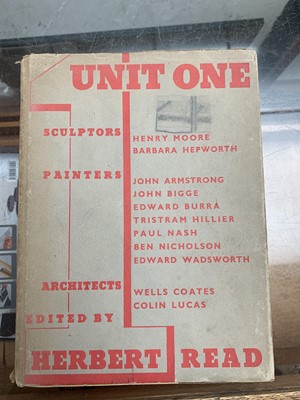 UNIT ONE
SCULPTORS
HENRY MOORE
BARBARA HEPWORTH
PAINTERS
JOHN ARMSTRONG
JOHN BIGGE
EDWARD BURRA
TRISTRAM HILLIER
PAUL NASH
BEN NICHOLSON
EDWARD WADSWORTH
ARCHITECTS
WELLS COATES
COLIN LUCAS
EDITED BY
HERBERT READ